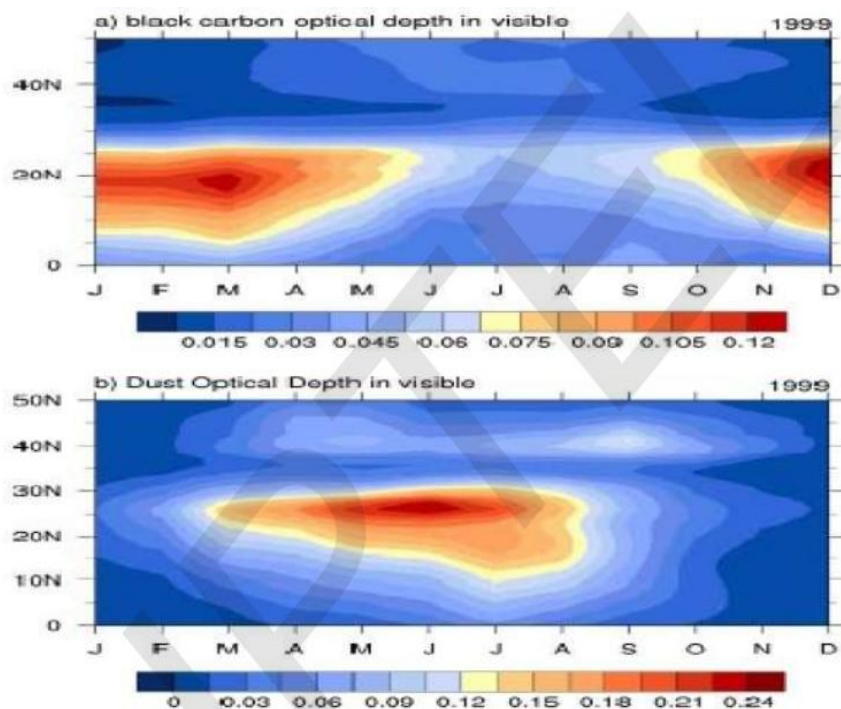 a) black carbon optical depth in visible 1999
40N
20N
0
J F M A M J J A S O N D
0.015 0.03 0.045 0.06 0.075 0.09 0.105 0.12
b) Dust Optical Depth in visible 1999
50N
40N
30N
20N
10N
0
J F M A M J J A S O N D
0 0.03 0.06 0.09 0.12 0.15 0.18 0.21 0.24